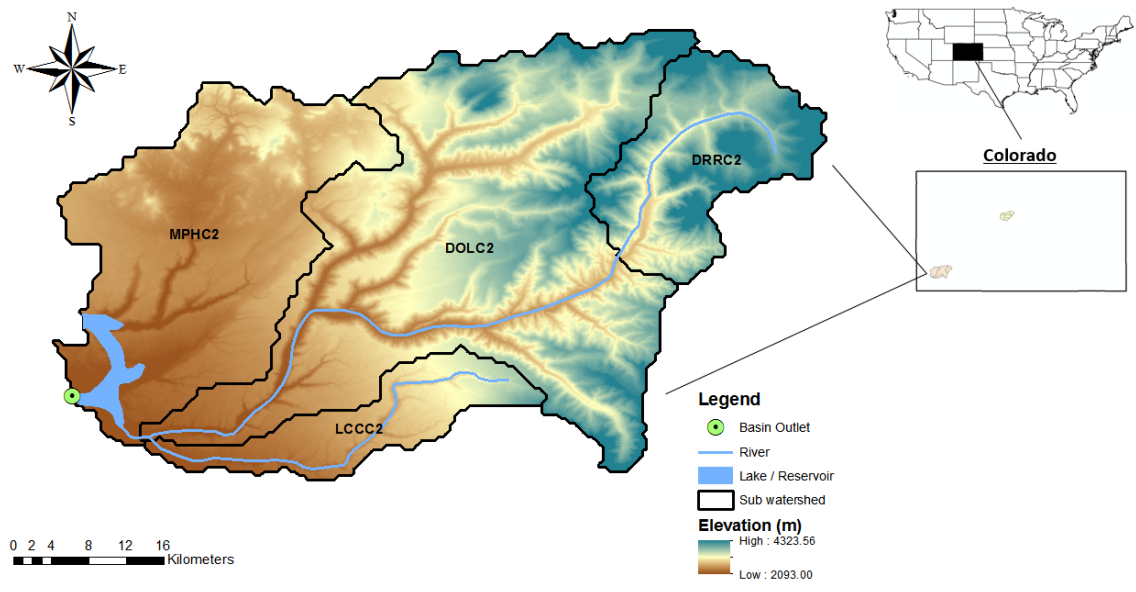 N
W
E
S
Colorado
DRRC2
MPHC2
DOLC2
LCCC2
Legend
Basin Outlet
River
Lake / Reservoir
Sub watershed
Elevation (m)
High : 4323.56
Low : 2093.00
0 2 4 8 12 16
Kilometers